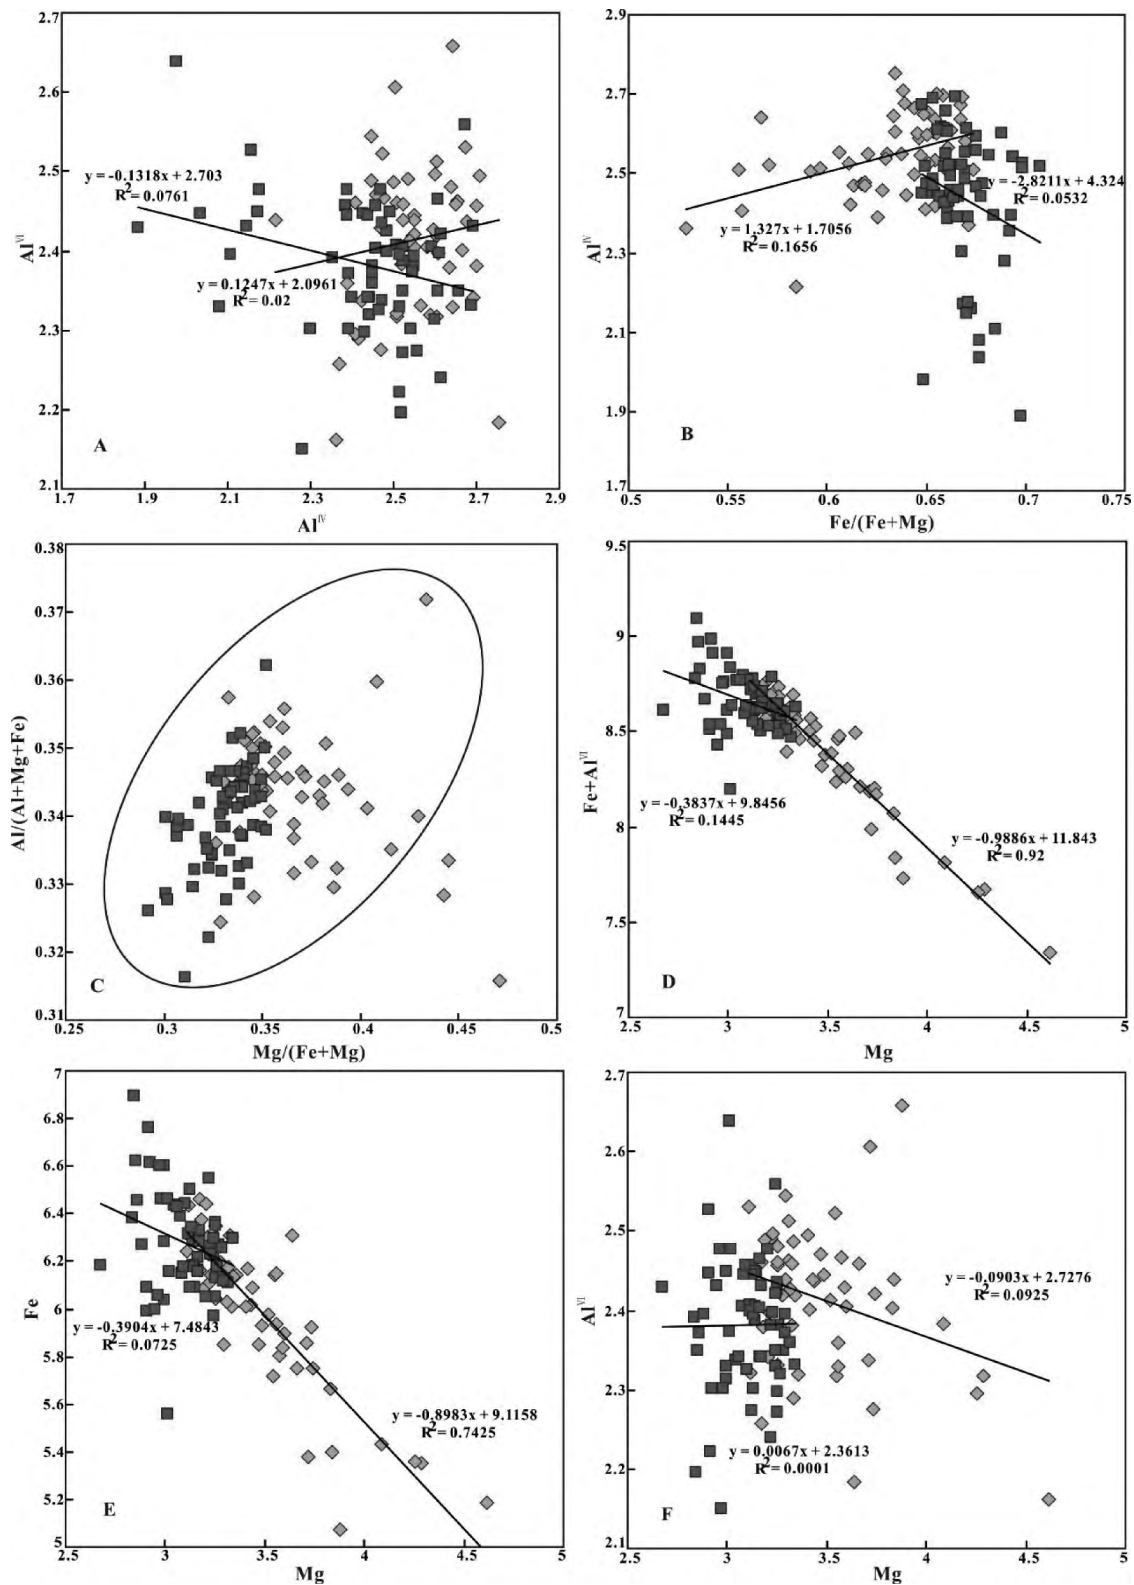 2.7
2.6
2.5
2.4
2.3
2.2
2.1
Al^VI
y = -0.1318x + 2.703
R² = 0.0761
y = 0.1247x + 2.0961
R² = 0.02
A
1.7 1.9 2.1 2.3 2.5 2.7 2.9
Al^IV
2.9
2.7
2.5
2.3
2.1
1.9
1.7
Al^IV
y = -2.8211x + 4.324
R² = 0.0532
y = 1.327x + 1.7056
R² = 0.1656
B
0.5 0.55 0.6 0.65 0.7 0.75
Fe/(Fe+Mg)
0.38
0.37
0.36
0.35
0.34
0.33
0.32
0.31
Al/(Al+Mg+Fe)
C
0.25 0.3 0.35 0.4 0.45 0.5
Mg/(Fe+Mg)
9.5
9
8.5
8
7.5
7
Fe+Al^VI
y = -0.3837x + 9.8456
R² = 0.1445
y = -0.9886x + 11.843
R² = 0.92
D
2.5 3 3.5 4 4.5 5
Mg
7
6.8
6.6
6.4
6.2
6
5.8
5.6
5.4
5.2
5
Fe
y = -0.3904x + 7.4843
R² = 0.0725
y = -0.8983x + 9.1158
R² = 0.7425
E
2.5 3 3.5 4 4.5 5
Mg
2.7
2.6
2.5
2.4
2.3
2.2
2.1
Al^VI
y = -0.0903x + 2.7276
R² = 0.0925
y = 0.0067x + 2.3613
R² = 0.0001
F
2.5 3 3.5 4 4.5 5
Mg